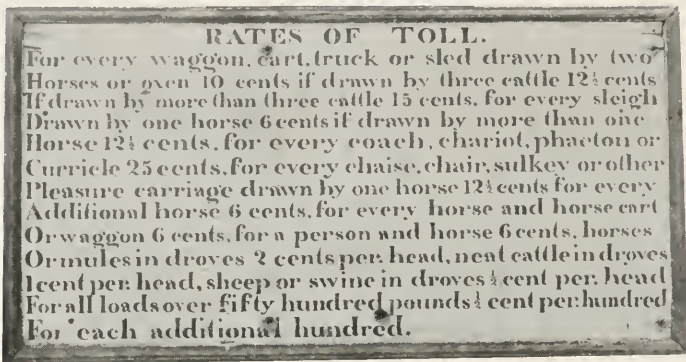 RATES OF TOLL.
For every waggon, cart, truck or sled drawn by two
Horses or oxen 10 cents if drawn by three cattle 12½ cents
If drawn by more than three cattle 15 cents, for every sleigh
Drawn by one horse 6 cents if drawn by more than one
Horse 12½ cents, for every coach, chariot, phaeton or
Curricle 25 cents, for every chaise, chair, sulkey or other
Pleasure carriage drawn by one horse 12½ cents for every
Additional horse 6 cents, for every horse and horse cart
Or waggon 6 cents, for a person and horse 6 cents, horses
Or mules in droves 2 cents per. head, neat cattle in droves
1 cent per. head, sheep or swine in droves ½ cent per. head
For all loads over fifty hundred pounds ½ cent per. hundred
For each additional hundred.